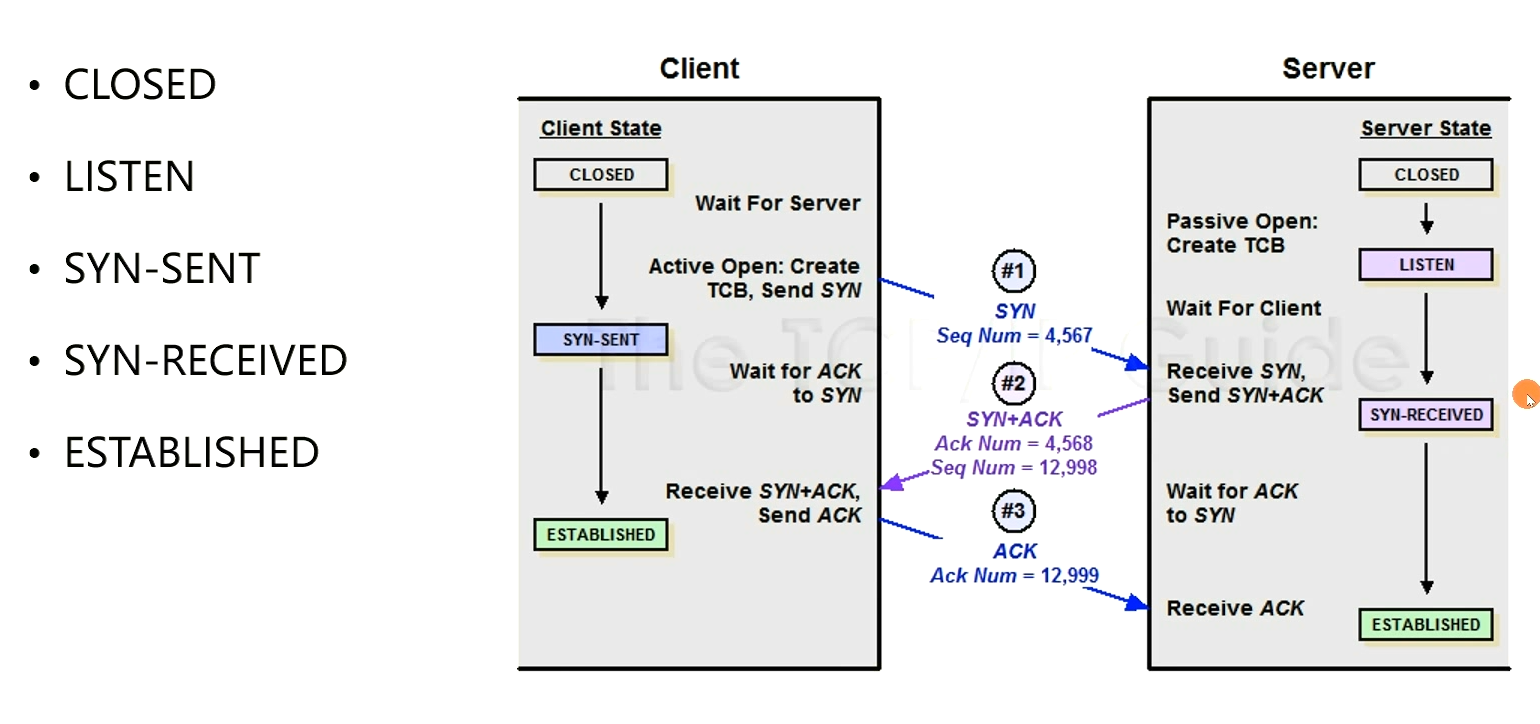 • CLOSED
• LISTEN
• SYN-SENT
• SYN-RECEIVED
• ESTABLISHED
Client
Client State
CLOSED
Wait For Server
Active Open: Create
TCB, Send SYN
SYN-SENT
Wait for ACK
to SYN
Receive SYN+ACK,
Send ACK
ESTABLISHED
#1
SYN
Seq Num = 4,567
#2
SYN+ACK
Ack Num = 4,568
Seq Num = 12,998
#3
ACK
Ack Num = 12,999
Server
Server State
CLOSED
Passive Open:
Create TCB
LISTEN
Wait For Client
Receive SYN,
Send SYN+ACK
SYN-RECEIVED
Wait for ACK
to SYN
Receive ACK
ESTABLISHED
The Guide